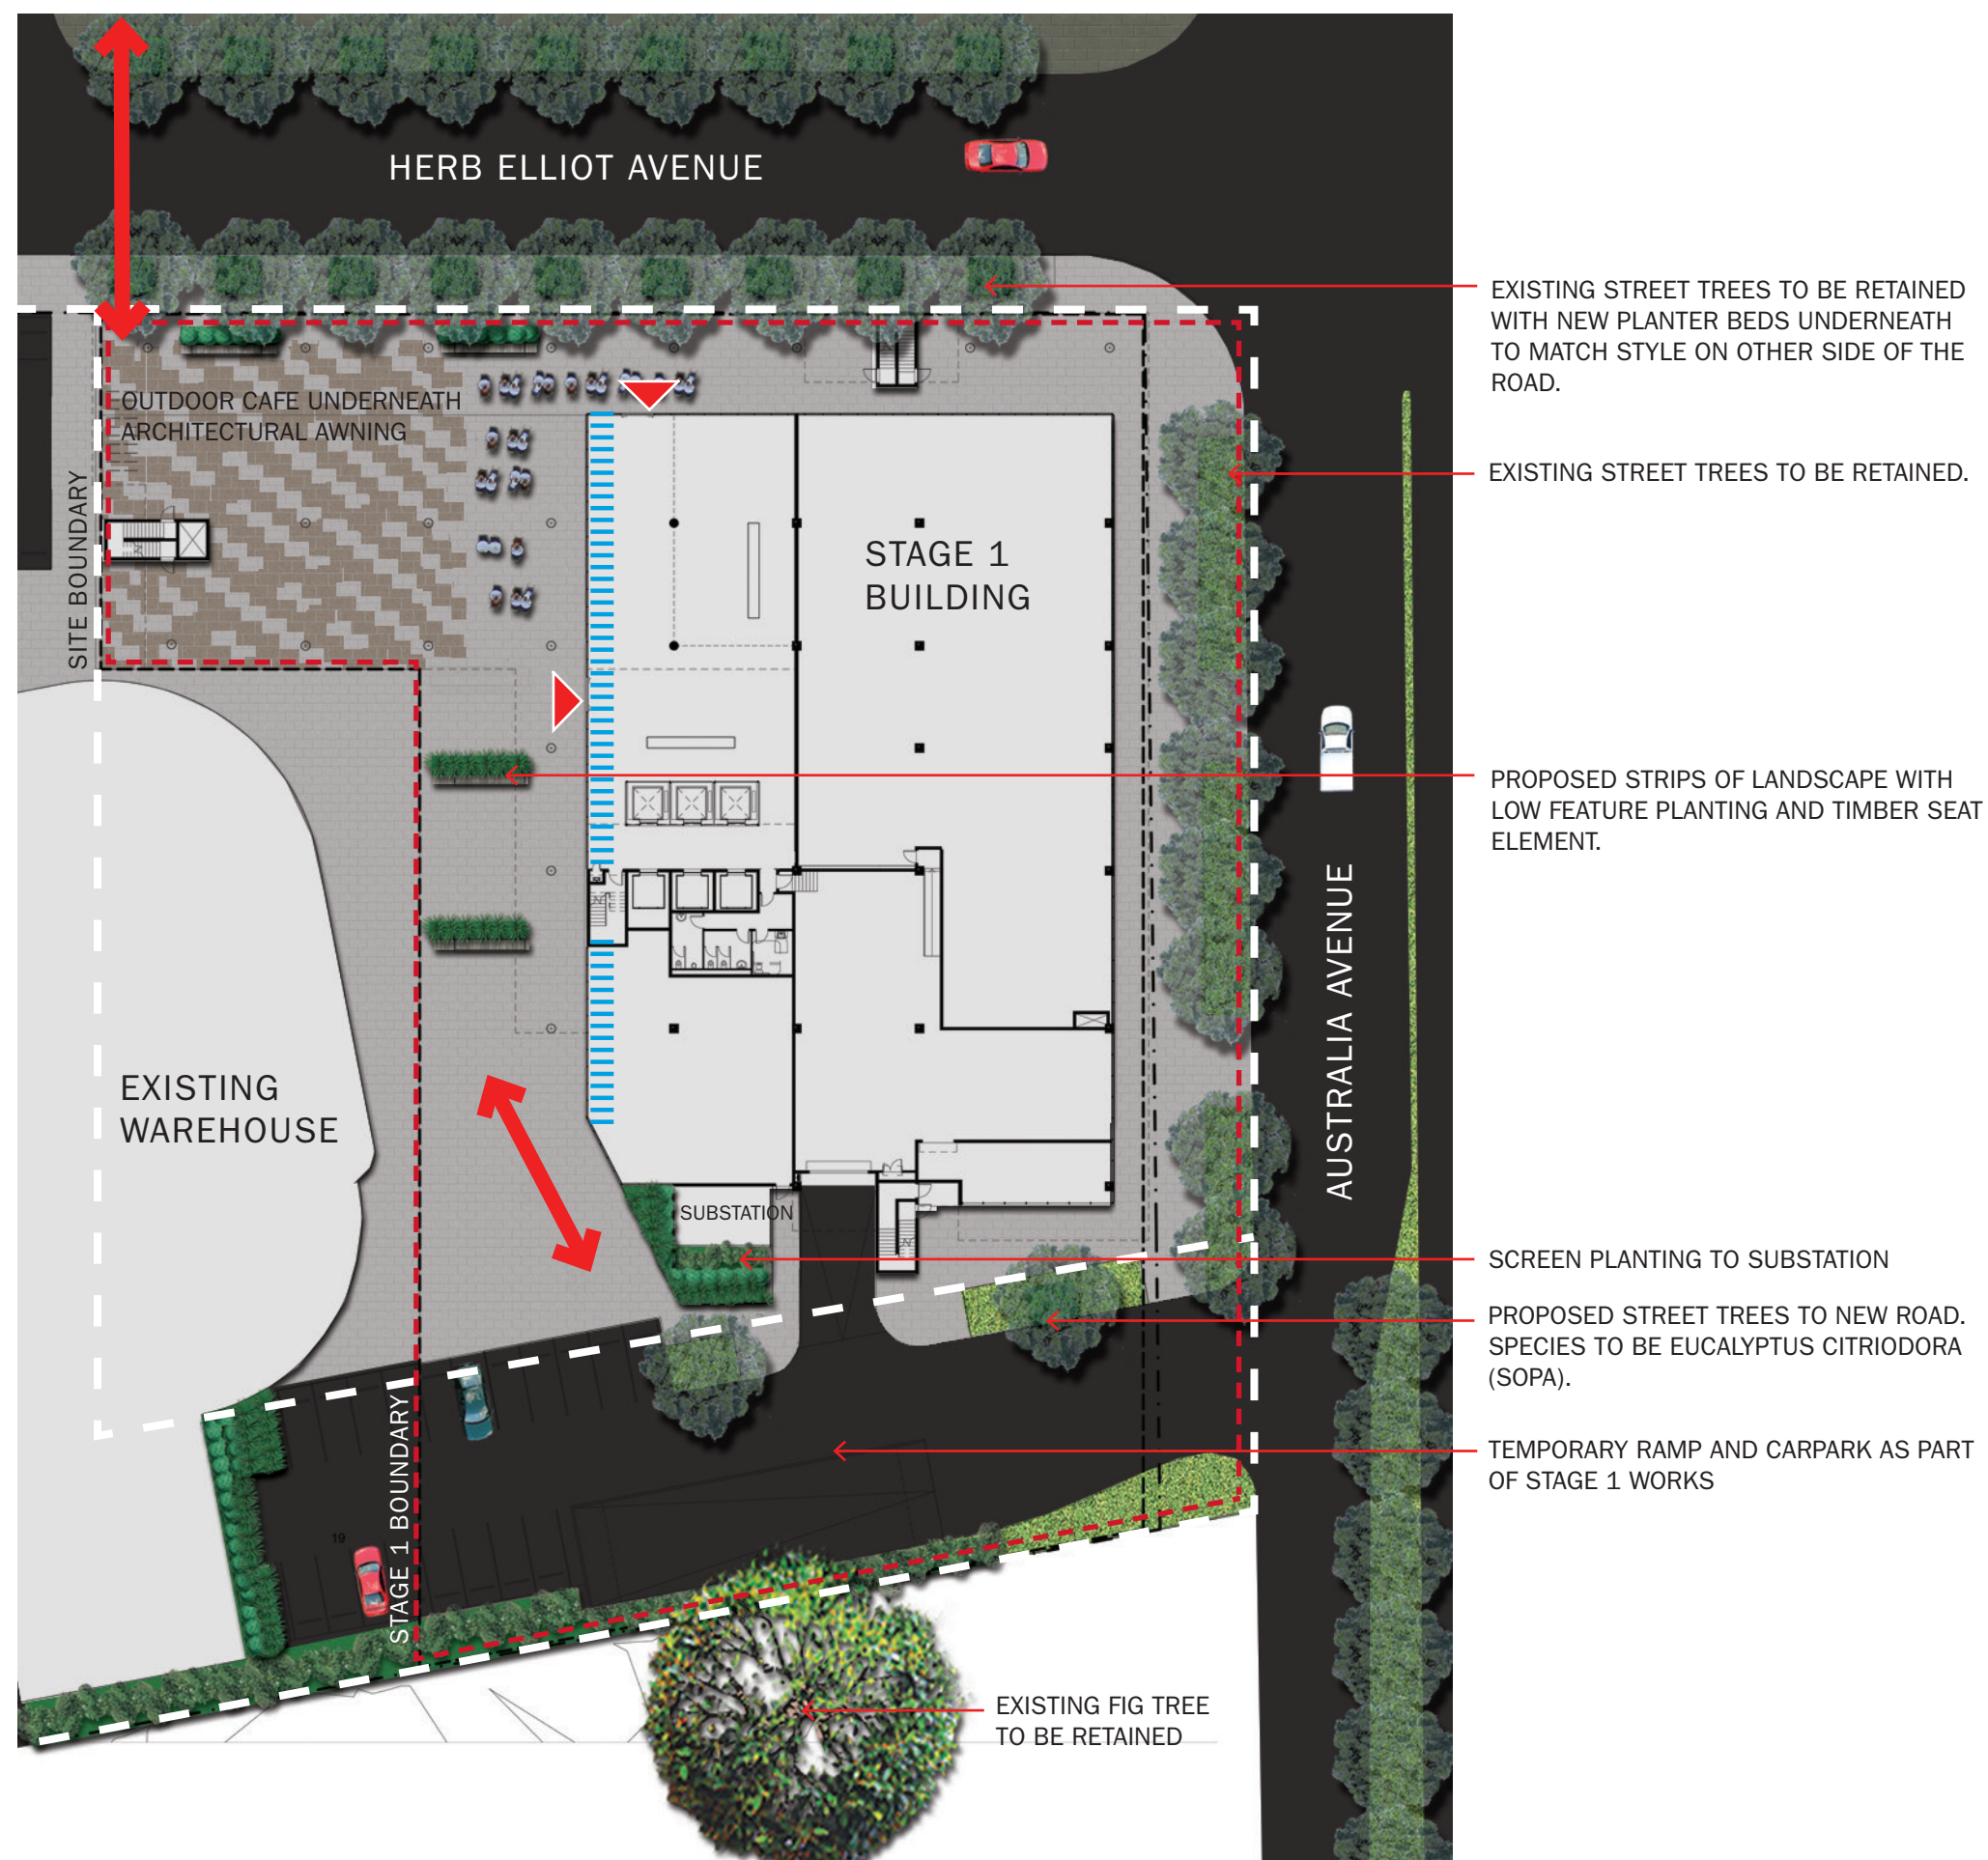 HERB ELLIOT AVENUE
EXISTING STREET TREES TO BE RETAINED
WITH NEW PLANTER BEDS UNDERNEATH
TO MATCH STYLE ON OTHER SIDE OF THE
ROAD.
OUTDOOR CAFE UNDERNEATH
ARCHITECTURAL AWNING
EXISTING STREET TREES TO BE RETAINED.
SITE BOUNDARY
STAGE 1
BUILDING
PROPOSED STRIPS OF LANDSCAPE WITH
LOW FEATURE PLANTING AND TIMBER SEAT
ELEMENT.
AUSTRALIA AVENUE
EXISTING
WAREHOUSE
SUBSTATION
SCREEN PLANTING TO SUBSTATION
PROPOSED STREET TREES TO NEW ROAD.
SPECIES TO BE EUCALYPTUS CITRIODORA
(SOPA).
STAGE 1 BOUNDARY
TEMPORARY RAMP AND CARPARK AS PART
OF STAGE 1 WORKS
19
EXISTING FIG TREE
TO BE RETAINED